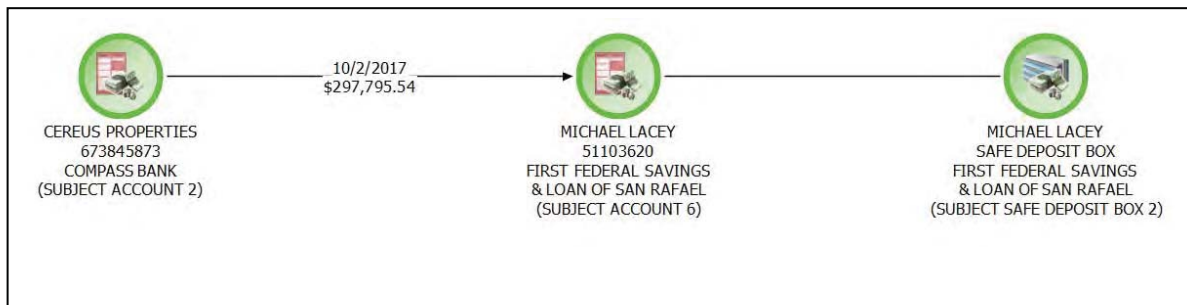 10/2/2017
$297,795.54
CEREUS PROPERTIES
673845873
COMPASS BANK
(SUBJECT ACCOUNT 2)
MICHAEL LACEY
51103620
FIRST FEDERAL SAVINGS
& LOAN OF SAN RAFAEL
(SUBJECT ACCOUNT 6)
MICHAEL LACEY
SAFE DEPOSIT BOX
FIRST FEDERAL SAVINGS
& LOAN OF SAN RAFAEL
(SUBJECT SAFE DEPOSIT BOX 2)